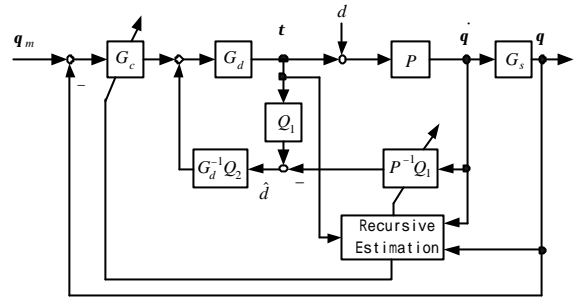 q_m
−
G_c
G_d
t
d
P
q̇
G_s
q
Q_1
G_d^{-1}Q_2
d̂
−
P^{-1}Q_1
Recursive
Estimation